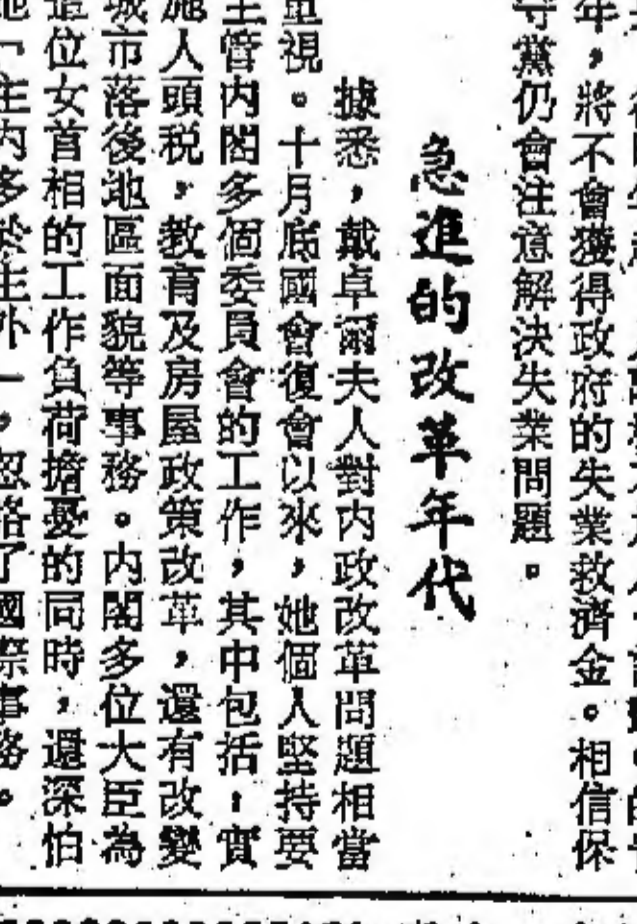 年，將不會獲得政府的失業救濟金。相信保
守黨仍會注意解決失業問題。
急進的改革年代
據悉，戴卓爾夫人對內政改革問題相當
重視。十月底國會復會以來，她個人堅持要
主管內閣多個委員會的工作，其中包括：實
施人頭稅，教育及房屋政策改革，還有改變
城市落後地區面貌等事務。內閣多位大臣為
這位女首相的工作負荷擔憂的同時，還深怕
她「主內多於主外」，忽略了國際事務。